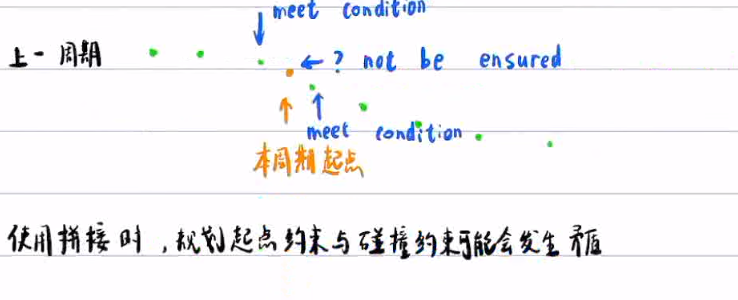 meet condition
上一周期
← ? not be ensured
meet condition
本周期起点
使用拼接时，规划起点约束与碰撞约束可能会发生矛盾